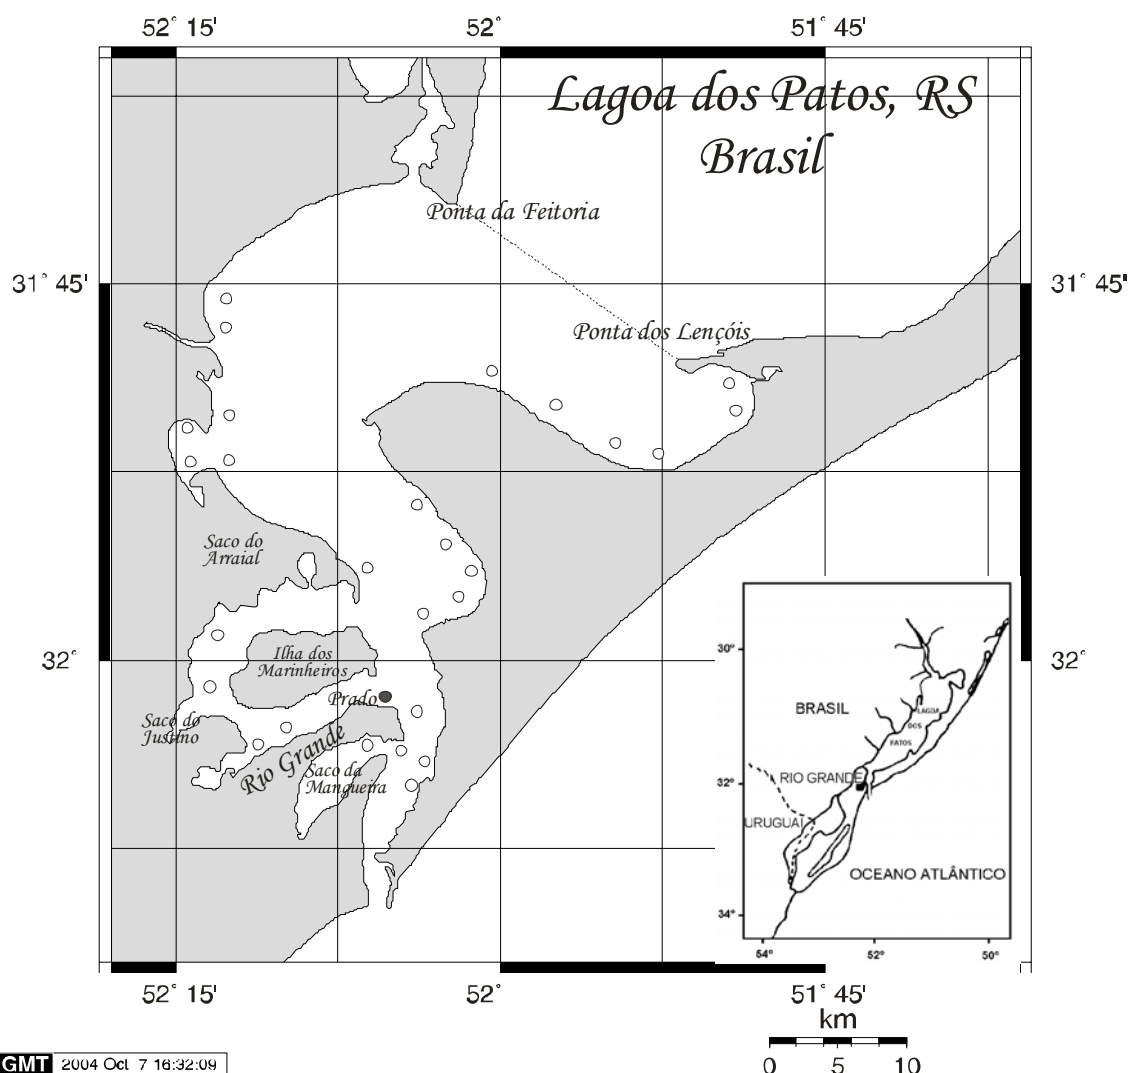 52° 15' 52° 51° 45'
Lagoa dos Patos, RS
Brasil
Ponta da Feitoria
31° 45' 31° 45'
Ponta dos Lençóis
Saco do
Arraial
32° 32°
Ilha dos
Marinheiros
Prado
Saco do
Justino
Rio Grande
Saco da
Mangueira
30°
BRASIL
LAGOA
DOS
PATOS
32°
RIO GRANDE
URUGUAI
OCEANO ATLÂNTICO
34°
54° 52° 50°
52° 15' 52° 51° 45'
km
0 5 10
GMT 2004 Oct 7 16:32:09